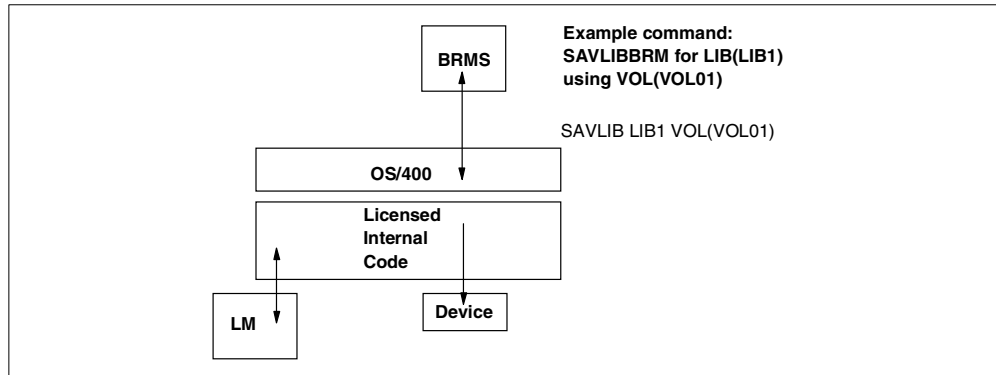 Example command:
SAVLIBBRM for LIB(LIB1)
using VOL(VOL01)
BRMS
SAVLIB LIB1 VOL(VOL01)
OS/400
Licensed
Internal
Code
LM
Device